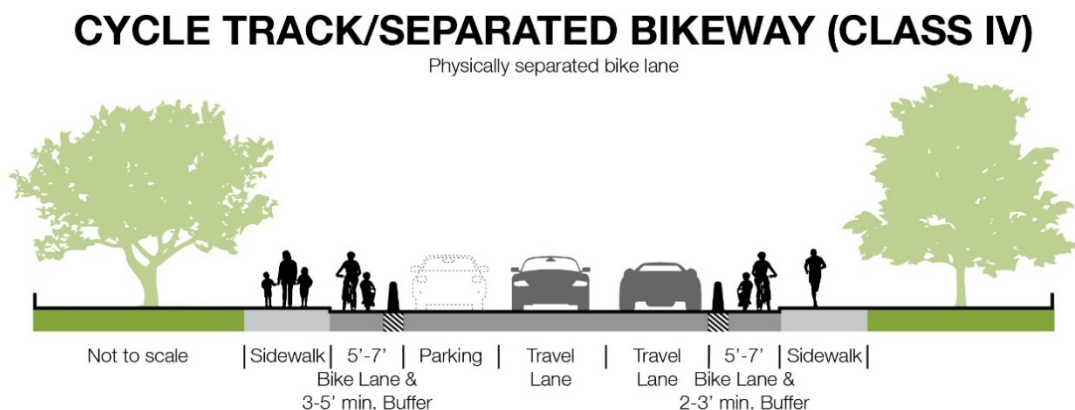 CYCLE TRACK/SEPARATED BIKEWAY (CLASS IV)
Physically separated bike lane
Not to scale
Sidewalk
5'-7'
Bike Lane &
3-5' min. Buffer
Parking
Travel
Lane
Travel
Lane
5'-7'
Bike Lane &
2-3' min. Buffer
Sidewalk